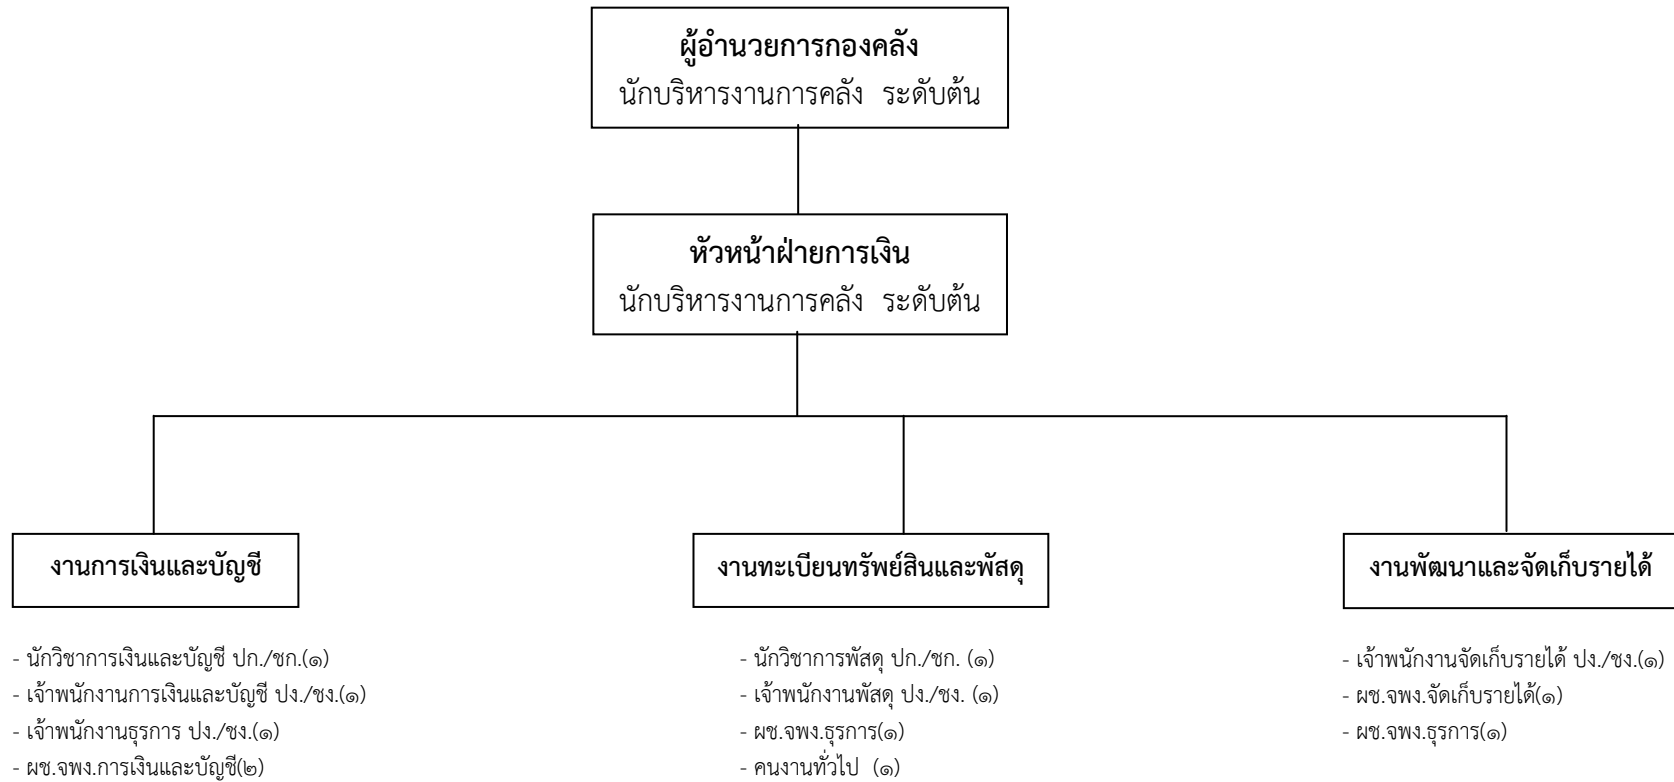 ผู้อำนวยการกองคลัง
นักบริหารงานการคลัง ระดับต้น
หัวหน้าฝ่ายการเงิน
นักบริหารงานการคลัง ระดับต้น
งานการเงินและบัญชี
- นักวิชาการเงินและบัญชี ปก./ชก.(๑)
- เจ้าพนักงานการเงินและบัญชี ปง./ชง.(๑)
- เจ้าพนักงานธุรการ ปง./ชง.(๑)
- ผช.จพง.การเงินและบัญชี(๒)
งานทะเบียนทรัพย์สินและพัสดุ
- นักวิชาการพัสดุ ปก./ชก. (๑)
- เจ้าพนักงานพัสดุ ปง./ชง. (๑)
- ผช.จพง.ธุรการ(๑)
- คนงานทั่วไป (๑)
งานพัฒนาและจัดเก็บรายได้
- เจ้าพนักงานจัดเก็บรายได้ ปง./ชง.(๑)
- ผช.จพง.จัดเก็บรายได้(๑)
- ผช.จพง.ธุรการ(๑)